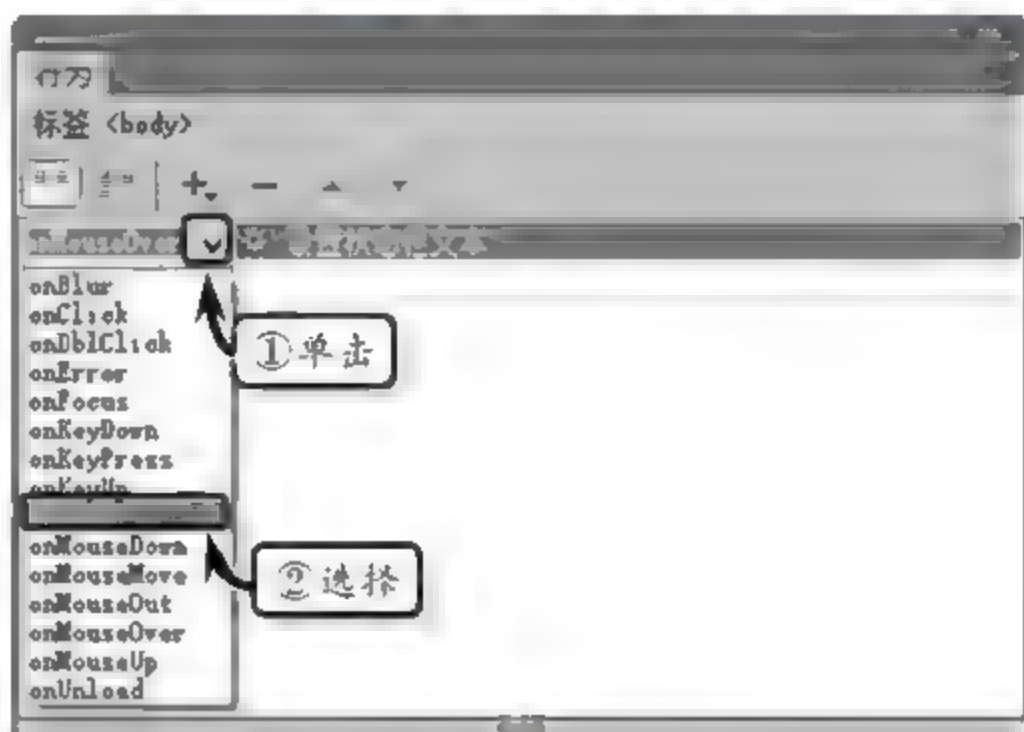 行为
标签 <body>
onMouseOver
onBlur
onClick
①单击
onDblClick
onError
onFocus
onKeyDown
onKeyPress
onKeyUp
onMouseDown
onMouseMove
②选择
onMouseOut
onMouseOver
onMouseUp
onUnload